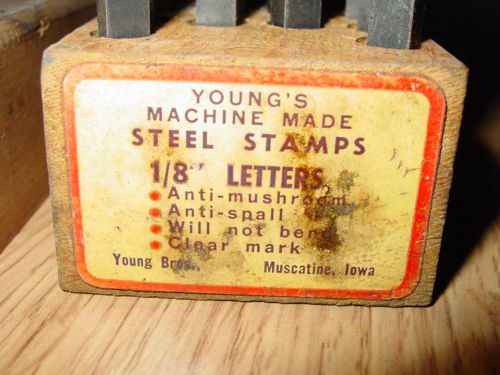 YOUNG'S
MACHINE MADE
STEEL STAMPS
1/8" LETTERS
• Anti-mushroom
• Anti-spall
• Will not bend
• Clear mark
Young Bros., Muscatine, Iowa